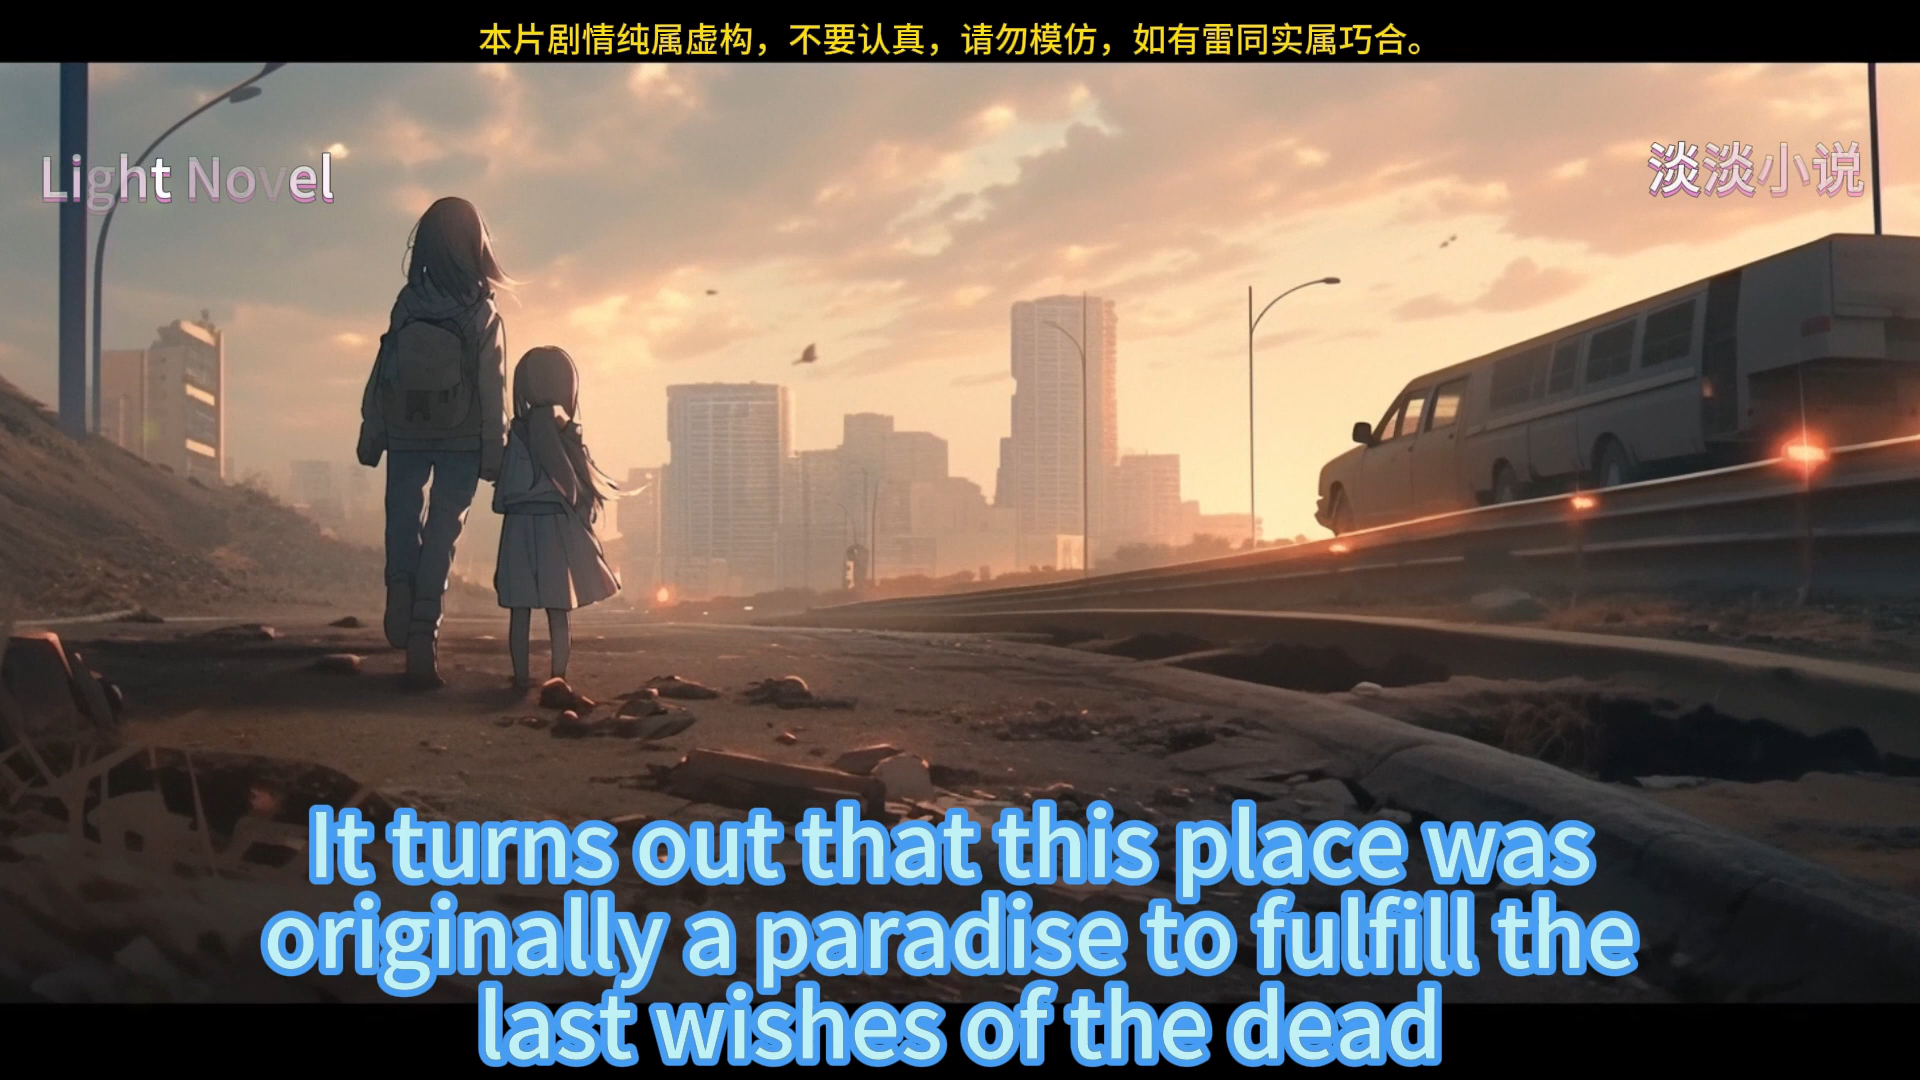 本片剧情纯属虚构，不要认真，请勿模仿，如有雷同实属巧合。
Light Novel
淡淡小说
It turns out that this place was
originally a paradise to fulfill the
last wishes of the dead